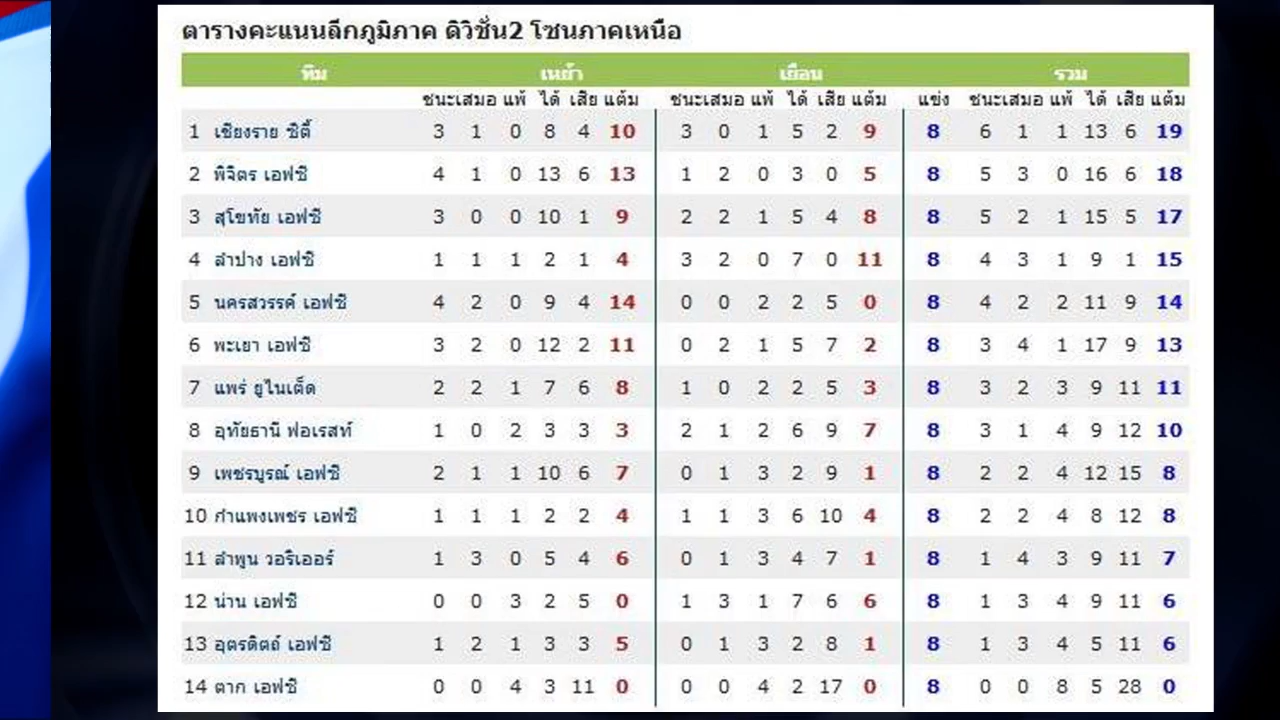 ตารางคะแนนลีกภูมิภาค ดิวิชั่น2 โซนภาคเหนือ
ทีม เหย้า เยือน รวม
ชนะเสมอ แพ้ ได้ เสีย แต้ม ชนะเสมอ แพ้ ได้ เสีย แต้ม แข่ง ชนะเสมอ แพ้ ได้ เสีย แต้ม
1 เชียงราย ซิตี้ 3 1 0 8 4 10 3 0 1 5 2 9 8 6 1 1 13 6 19
2 พิจิตร เอฟซี 4 1 0 13 6 13 1 2 0 3 0 5 8 5 3 0 16 6 18
3 สุโขทัย เอฟซี 3 0 0 10 1 9 2 2 1 5 4 8 8 5 2 1 15 5 17
4 ลำปาง เอฟซี 1 1 1 2 1 4 3 2 0 7 0 11 8 4 3 1 9 1 15
5 นครสวรรค์ เอฟซี 4 2 0 9 4 14 0 0 2 2 5 0 8 4 2 2 11 9 14
6 พะเยา เอฟซี 3 2 0 12 2 11 0 2 1 5 7 2 8 3 4 1 17 9 13
7 แพร่ ยูไนเต็ด 2 2 1 7 6 8 1 0 2 2 5 3 8 3 2 3 9 11 11
8 อุทัยธานี ฟอเรสท์ 1 0 2 3 3 3 2 1 2 6 9 7 8 3 1 4 9 12 10
9 เพชรบูรณ์ เอฟซี 2 1 1 10 6 7 0 1 3 2 9 1 8 2 2 4 12 15 8
10 กำแพงเพชร เอฟซี 1 1 1 2 2 4 1 1 3 6 10 4 8 2 2 4 8 12 8
11 ลำพูน วอริเออร์ 1 3 0 5 4 6 0 1 3 4 7 1 8 1 4 3 9 11 7
12 น่าน เอฟซี 0 0 3 2 5 0 1 3 1 7 6 6 8 1 3 4 9 11 6
13 อุตรดิตถ์ เอฟซี 1 2 1 3 3 5 0 1 3 2 8 1 8 1 3 4 5 11 6
14 ตาก เอฟซี 0 0 4 3 11 0 0 0 4 2 17 0 8 0 0 8 5 28 0